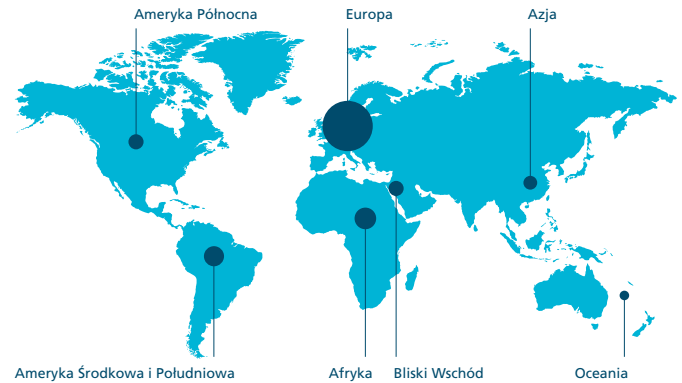 Ameryka Północna
Europa
Azja
Ameryka Środkowa i Południowa
Afryka
Bliski Wschód
Oceania